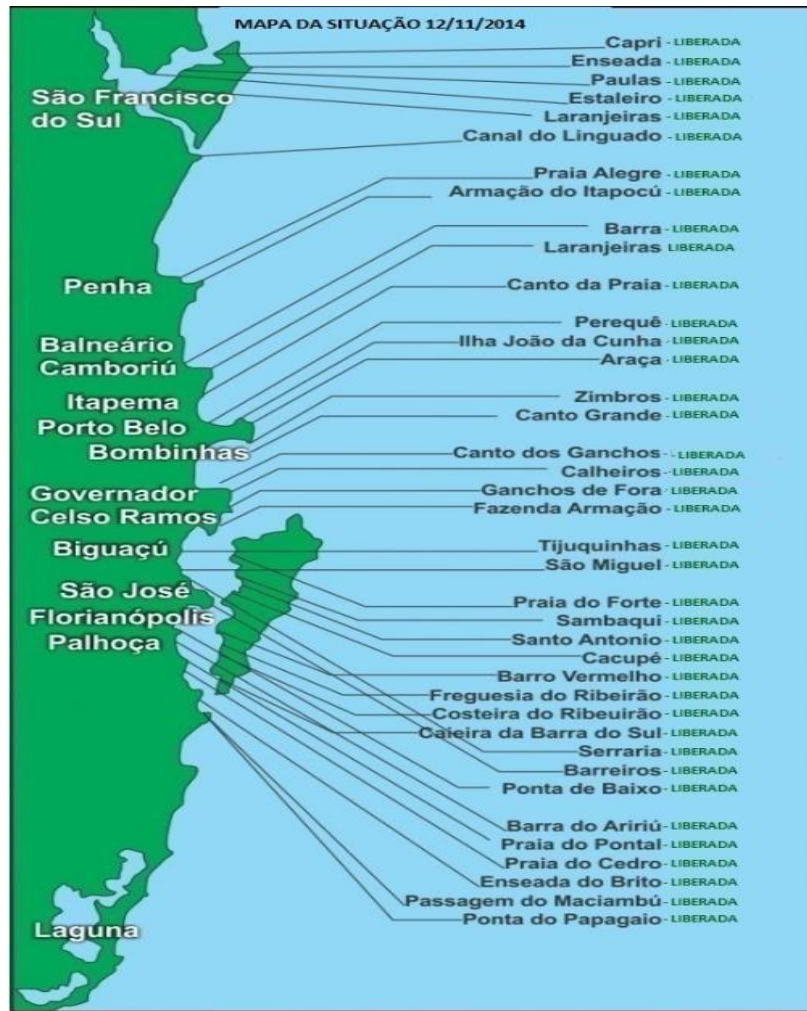 MAPA DA SITUAÇÃO 12/11/2014
Capri - LIBERADA
Enseada - LIBERADA
Paulas - LIBERADA
Estaleiro - LIBERADA
Laranjeiras - LIBERADA
Canal do Linguado - LIBERADA
São Francisco
do Sul
Praia Alegre - LIBERADA
Armação do Itapocú - LIBERADA
Barra - LIBERADA
Laranjeiras LIBERADA
Canto da Praia - LIBERADA
Penha
Perequê - LIBERADA
Ilha João da Cunha - LIBERADA
Araça - LIBERADA
Balneário
Camboriú
Itapema
Porto Belo
Bombinhas
Zimbros - LIBERADA
Canto Grande - LIBERADA
Canto dos Ganchos - LIBERADA
Calheiros - LIBERADA
Ganchos de Fora - LIBERADA
Fazenda Armação - LIBERADA
Governador
Celso Ramos
Biguaçú
Tijuquinhas - LIBERADA
São Miguel - LIBERADA
São José
Florianópolis
Palhoça
Praia do Forte - LIBERADA
Sambaqui - LIBERADA
Santo Antonio - LIBERADA
Cacupé - LIBERADA
Barro Vermelho - LIBERADA
Freguesia do Ribeirão - LIBERADA
Costeira do Ribeuirão - LIBERADA
Caieira da Barra do Sul - LIBERADA
Serraria - LIBERADA
Barreiros - LIBERADA
Ponta de Baixo - LIBERADA
Barra do Aririú - LIBERADA
Praia do Pontal - LIBERADA
Praia do Cedro - LIBERADA
Enseada do Brito - LIBERADA
Passagem do Maciambú - LIBERADA
Ponta do Papagaio - LIBERADA
Laguna